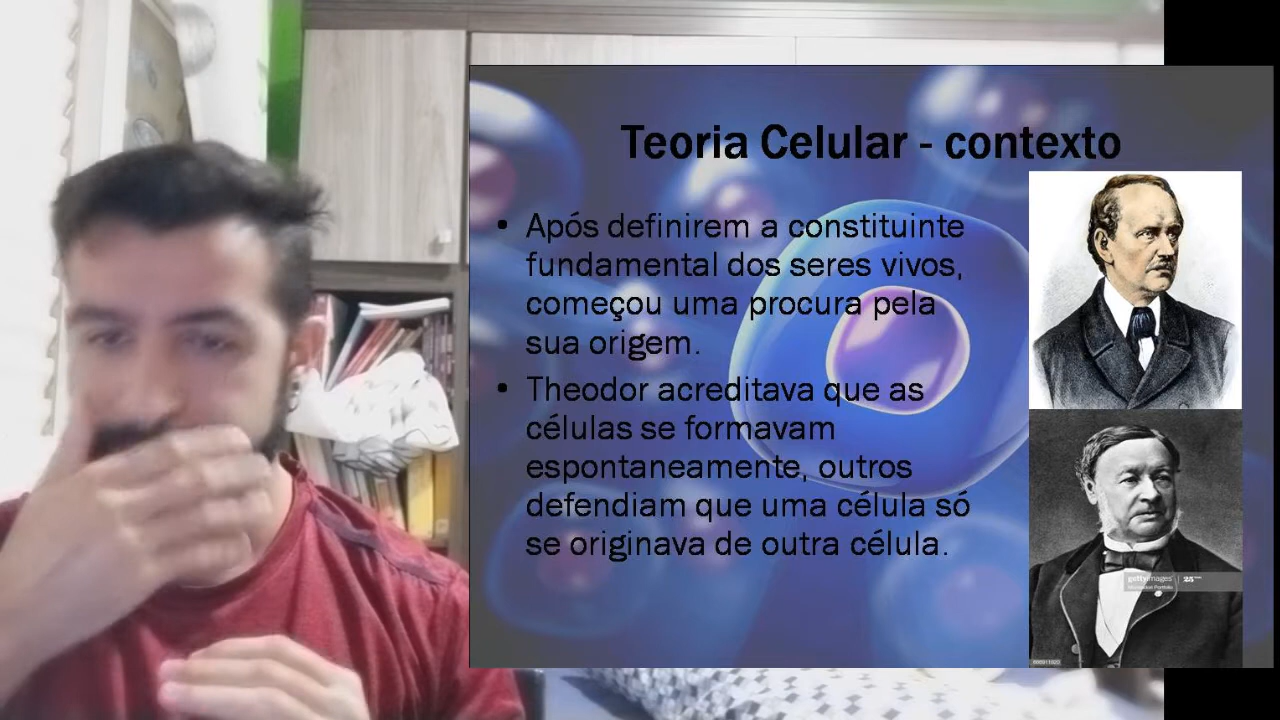 Teoria Celular - contexto
• Após definirem a constituinte
fundamental dos seres vivos,
começou uma procura pela
sua origem.
• Theodor acreditava que as
células se formavam
espontaneamente, outros
defendiam que uma célula só
se originava de outra célula.
gettyimages